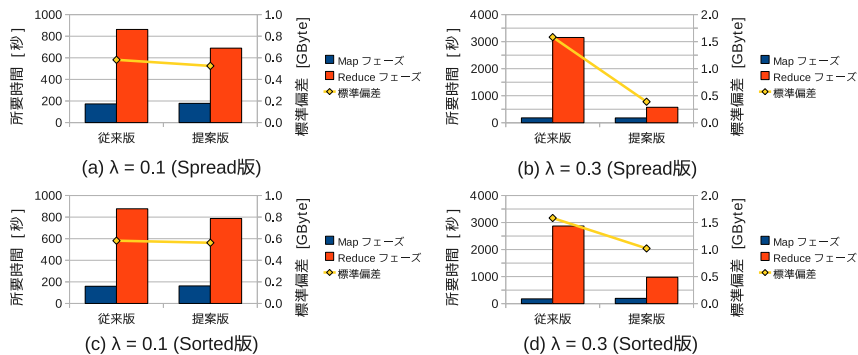 1000
800
600
400
200
0
所要時間 [秒]
1.0
0.8
0.6
0.4
0.2
0.0
標準偏差 [GByte]
従来版
提案版
Map フェーズ
Reduce フェーズ
標準偏差
(a) λ = 0.1 (Spread版)
4000
3000
2000
1000
0
所要時間 [秒]
2.0
1.5
1.0
0.5
0.0
標準偏差 [GByte]
従来版
提案版
Map フェーズ
Reduce フェーズ
標準偏差
(b) λ = 0.3 (Spread版)
1000
800
600
400
200
0
所要時間 [秒]
1.0
0.8
0.6
0.4
0.2
0.0
標準偏差 [GByte]
従来版
提案版
Map フェーズ
Reduce フェーズ
標準偏差
(c) λ = 0.1 (Sorted版)
4000
3000
2000
1000
0
所要時間 [秒]
2.0
1.5
1.0
0.5
0.0
標準偏差 [GByte]
従来版
提案版
Map フェーズ
Reduce フェーズ
標準偏差
(d) λ = 0.3 (Sorted版)